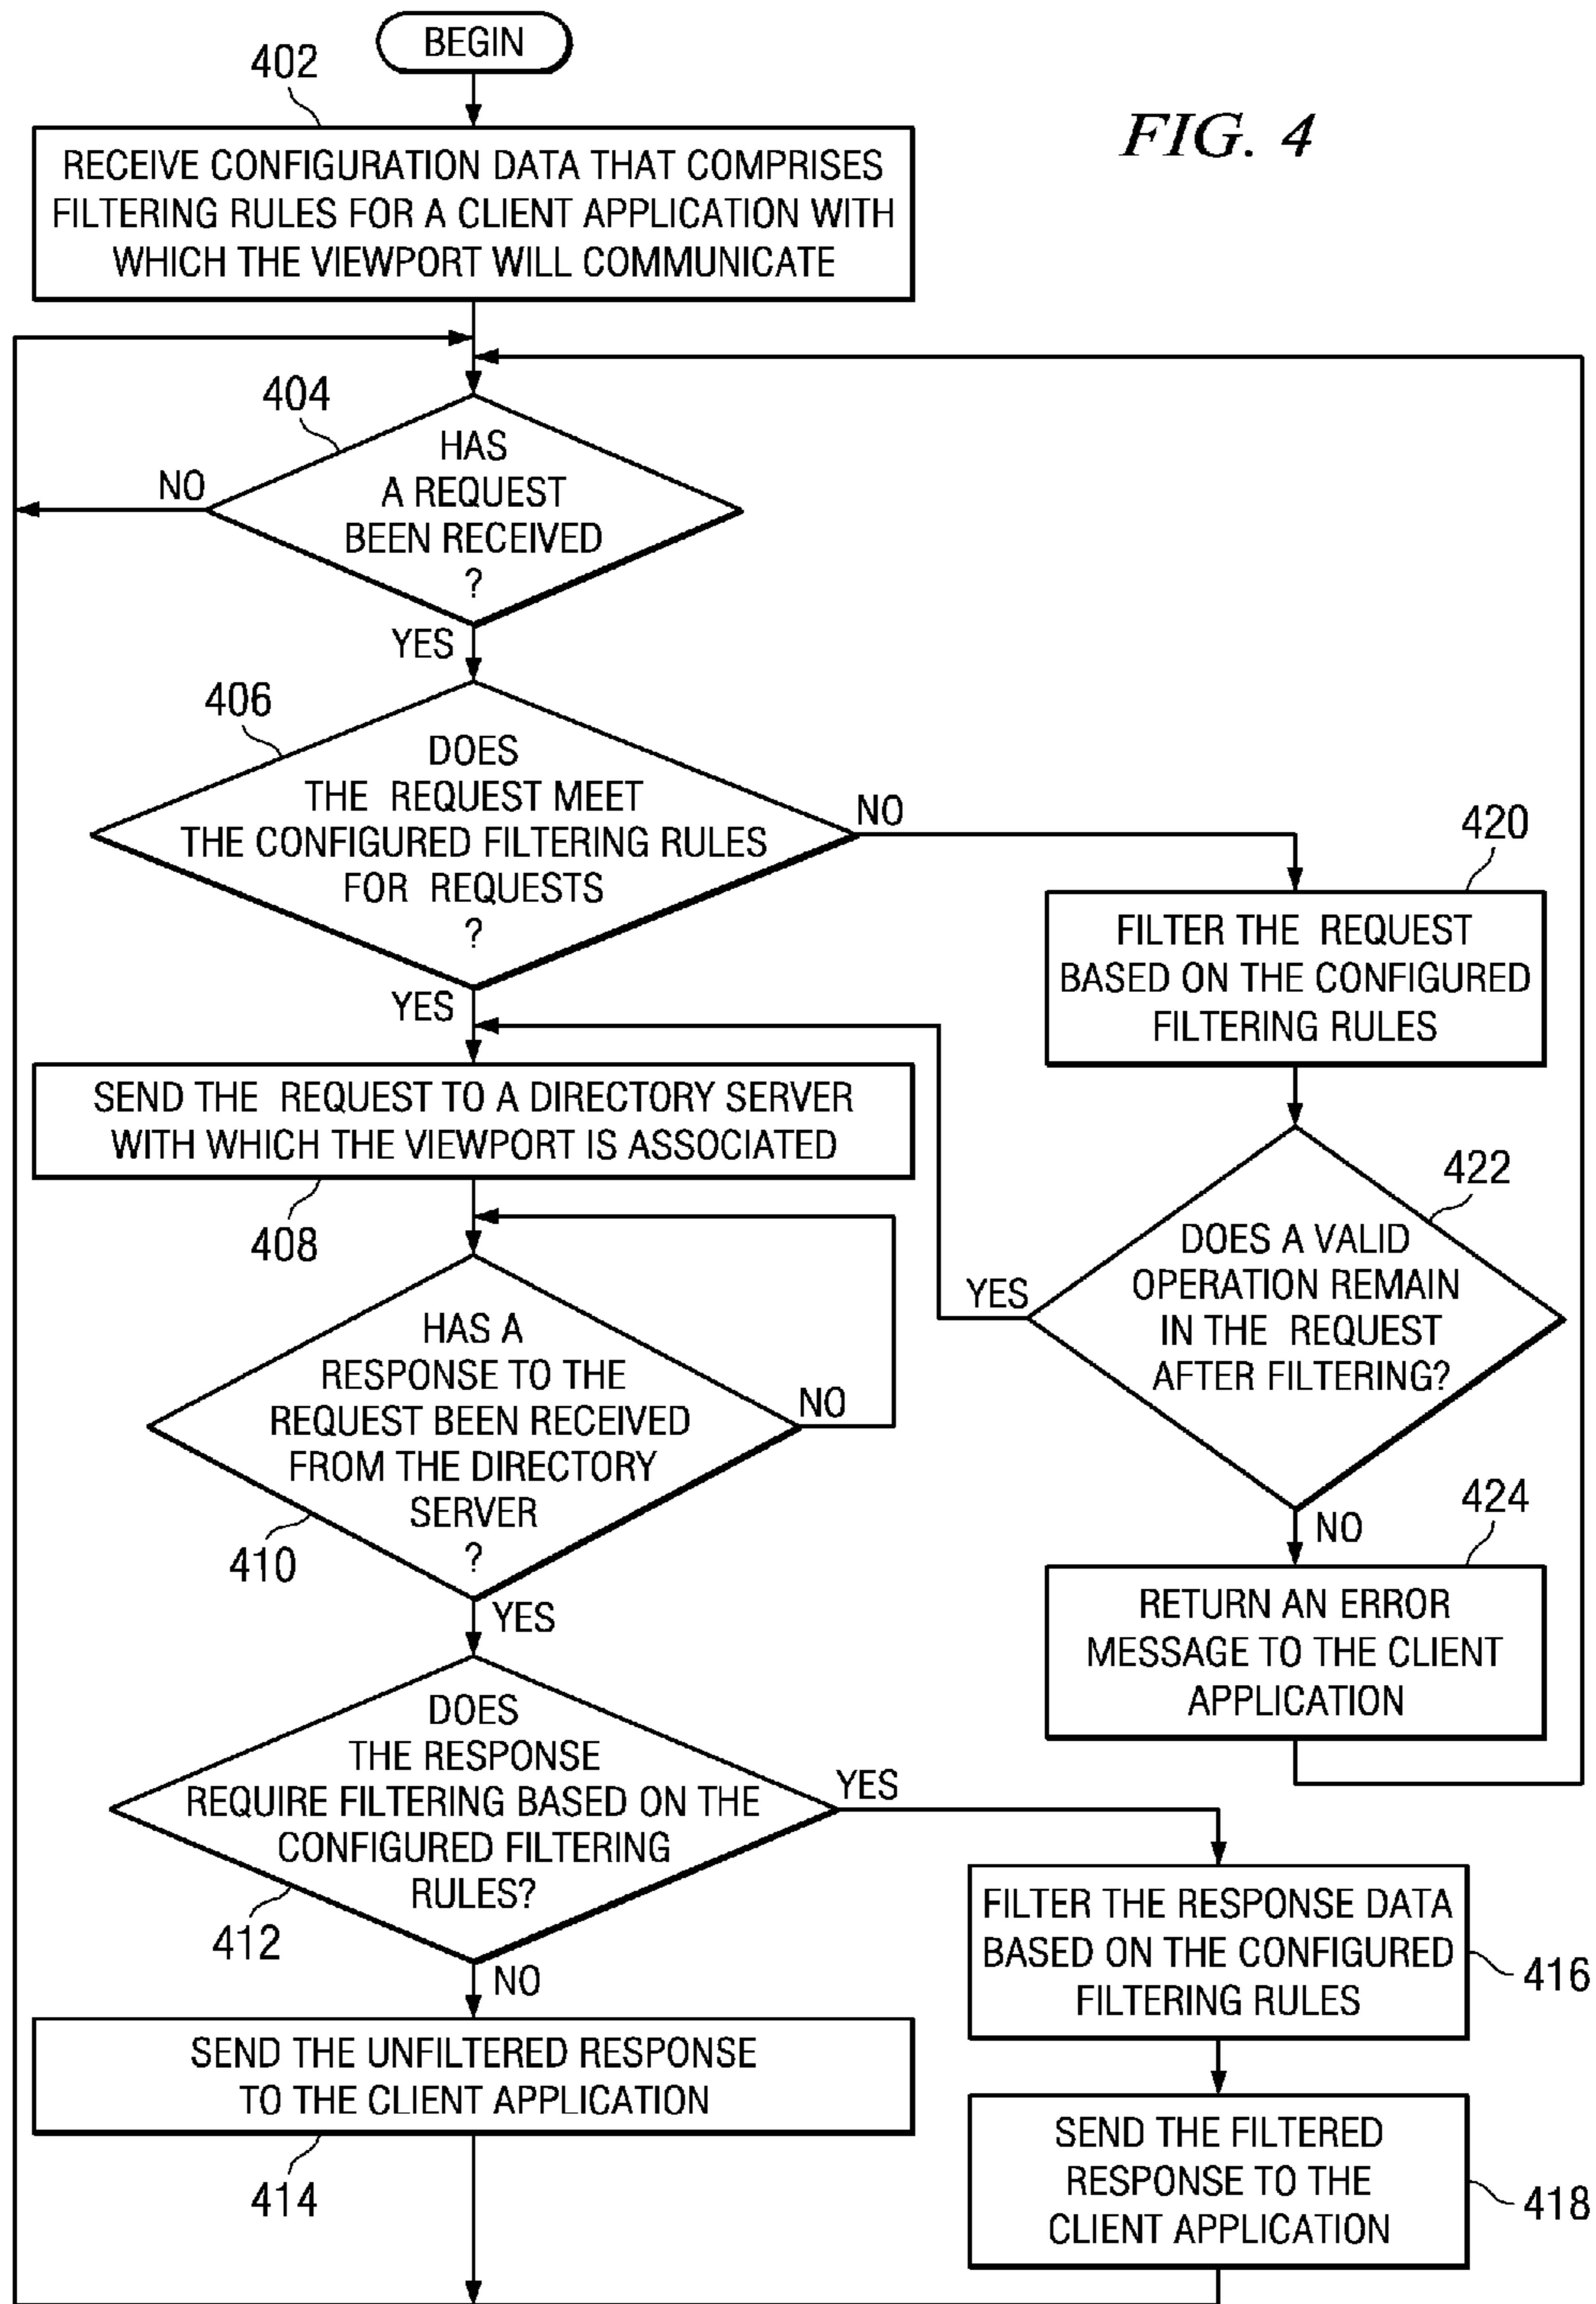 BEGIN
402
FIG. 4
RECEIVE CONFIGURATION DATA THAT COMPRISES
FILTERING RULES FOR A CLIENT APPLICATION WITH
WHICH THE VIEWPORT WILL COMMUNICATE
404
HAS
A REQUEST
BEEN RECEIVED
?
NO
YES
406
DOES
THE REQUEST MEET
THE CONFIGURED FILTERING RULES
FOR REQUESTS
?
NO
YES
420
FILTER THE REQUEST
BASED ON THE CONFIGURED
FILTERING RULES
SEND THE REQUEST TO A DIRECTORY SERVER
WITH WHICH THE VIEWPORT IS ASSOCIATED
408
422
DOES A VALID
OPERATION REMAIN
IN THE REQUEST
AFTER FILTERING?
YES
NO
HAS A
RESPONSE TO THE
REQUEST BEEN RECEIVED
FROM THE DIRECTORY
SERVER
?
NO
410
YES
424
RETURN AN ERROR
MESSAGE TO THE CLIENT
APPLICATION
DOES
THE RESPONSE
REQUIRE FILTERING BASED ON THE
CONFIGURED FILTERING
RULES?
YES
412
NO
FILTER THE RESPONSE DATA
BASED ON THE CONFIGURED
FILTERING RULES
416
SEND THE UNFILTERED RESPONSE
TO THE CLIENT APPLICATION
414
SEND THE FILTERED
RESPONSE TO THE
CLIENT APPLICATION
418